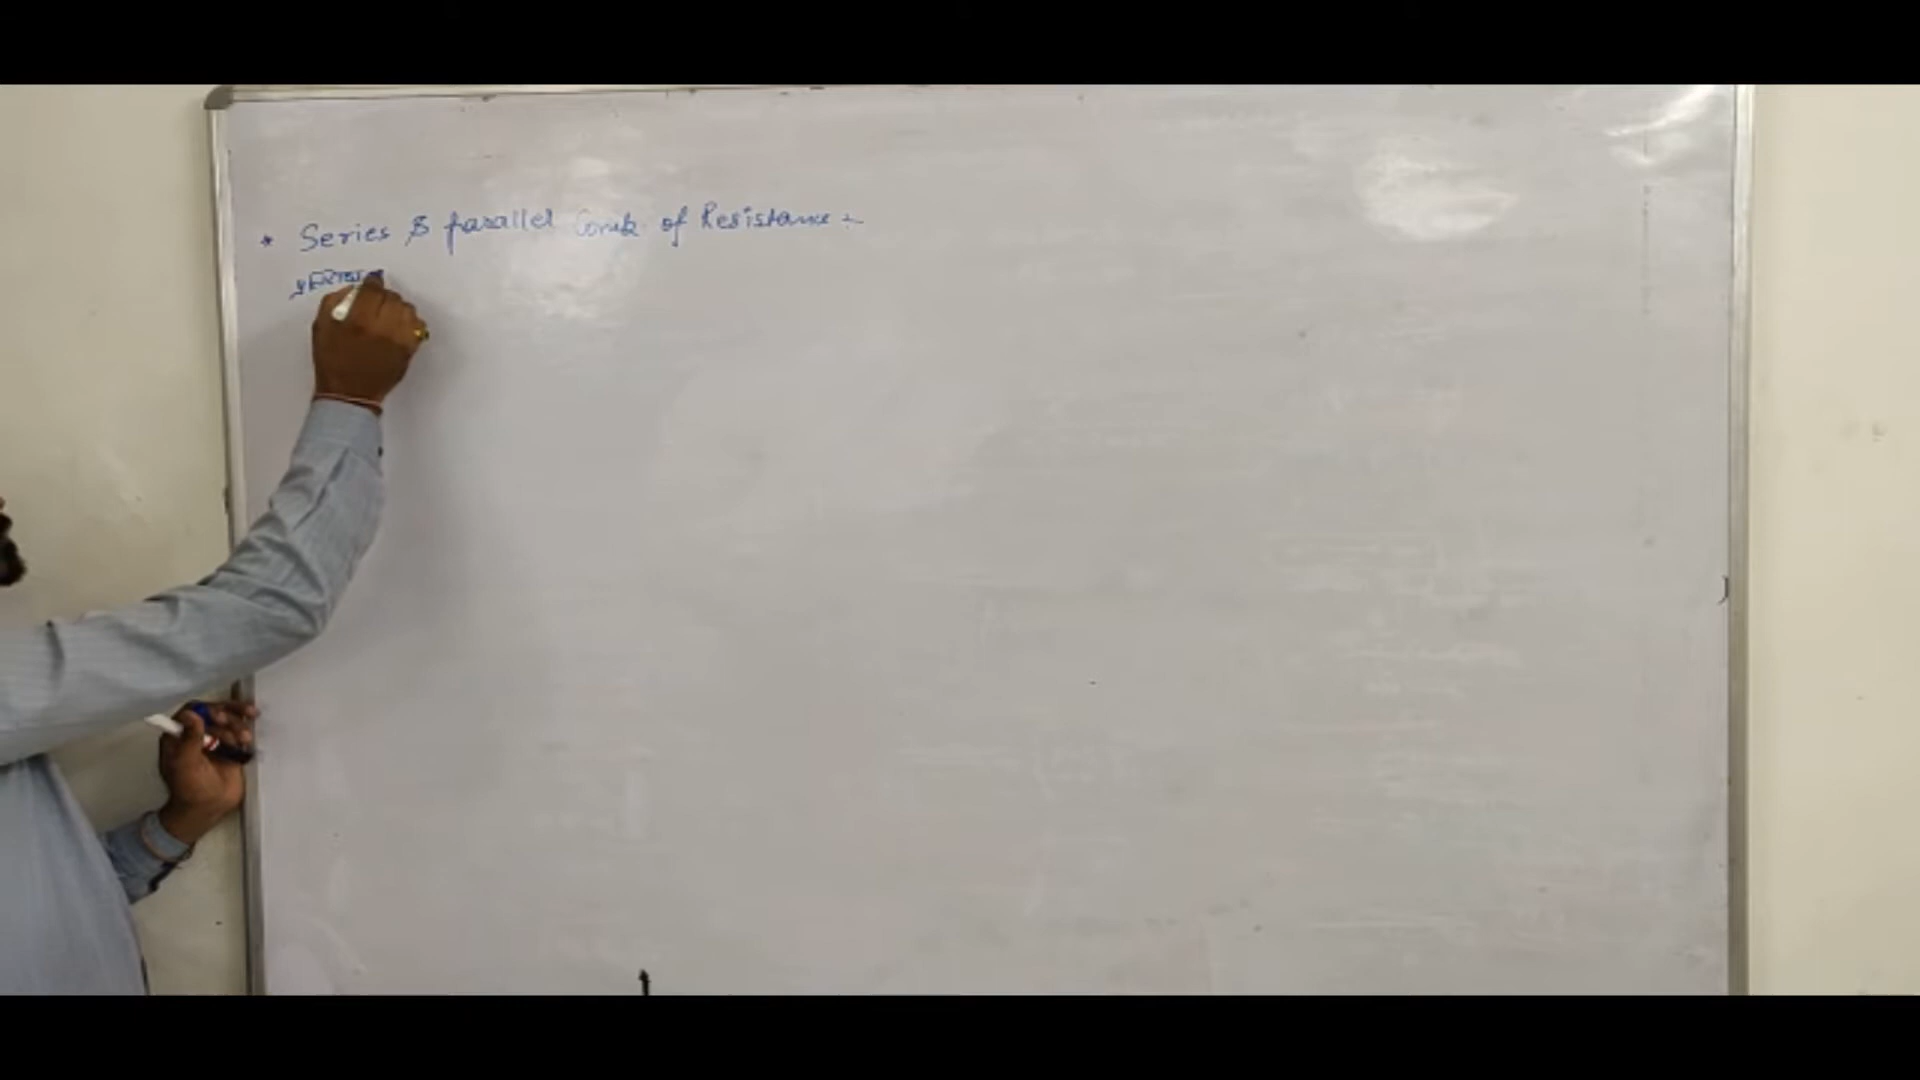 * Series & parallel Comb of Resistance :-